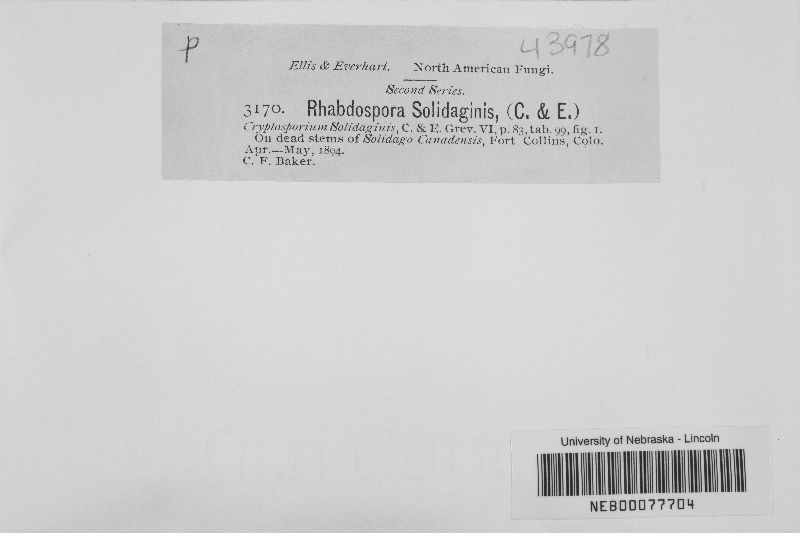 P
43978
Ellis & Everhart. North American Fungi.
Second Series.
3170. Rhabdospora Solidaginis, (C. & E.)
Cryptosporium Solidaginis, C. & E. Grev. VI, p. 83, tab. 99, fig. 1.
On dead stems of Solidago Canadensis, Fort Collins, Colo.
Apr.—May, 1894.
C. F. Baker.
University of Nebraska - Lincoln
NEB00077704